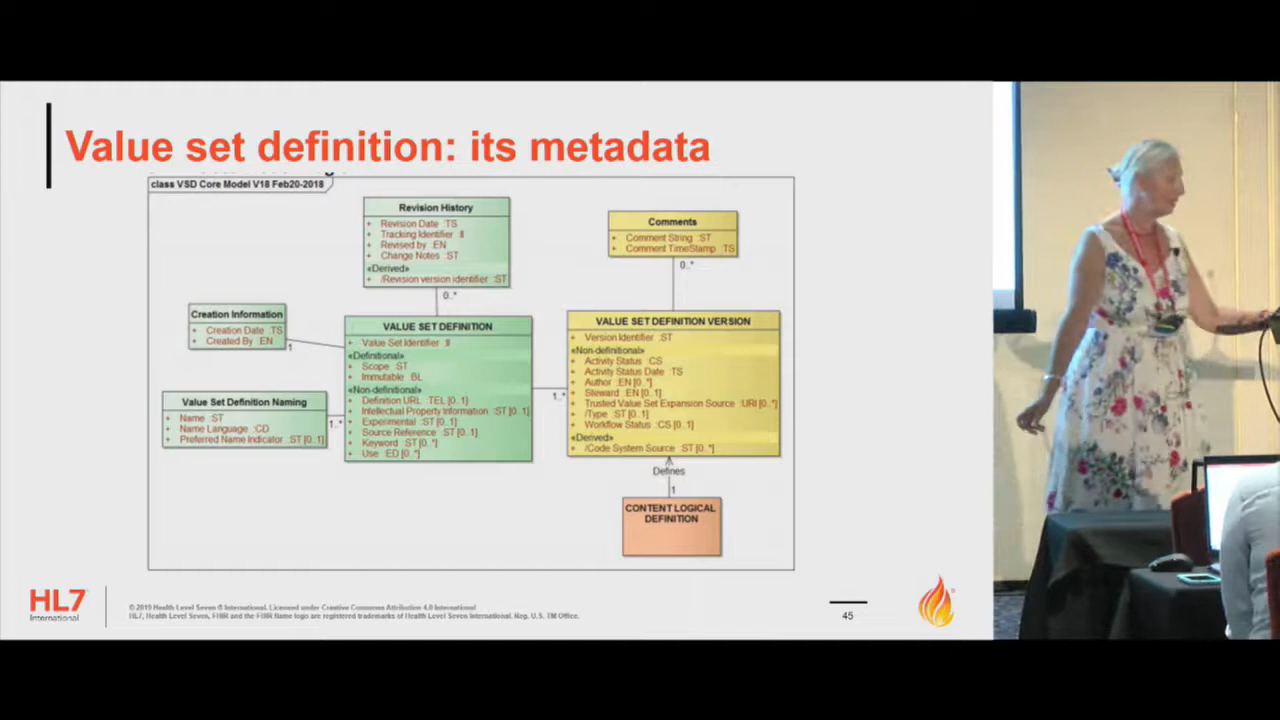 Value set definition: its metadata
class VSD Core Model V18 Feb20-2018
Revision History
+ Revision Date :TS
+ Tracking Identifier :II
+ Revised by :EN
+ Change Notes :ST
«Derived»
+ /Revision version identifier :ST
0..*
Comments
+ Comment String :ST
+ Comment TimeStamp :TS
0..*
Creation Information
+ Creation Date :TS
+ Created By :EN
1
VALUE SET DEFINITION
+ Value Set Identifier :II
«Definitional»
+ Scope :ST
+ Immutable :BL
«Non-definitional»
+ Definition URL :TEL [0..1]
+ Intellectual Property Information :ST [0..1]
+ Experimental :ST [0..1]
+ Source Reference :ST [0..1]
+ Keyword :ST [0..*]
+ Use :ED [0..*]
Value Set Definition Naming
+ Name :ST
+ Name Language :CD
+ Preferred Name Indicator :ST [0..1]
1..*
1..*
VALUE SET DEFINITION VERSION
+ Version Identifier :ST
«Non-definitional»
+ Activity Status :CS
+ Activity Status Date :TS
+ Author :EN [0..*]
+ Steward :EN [0..1]
+ Trusted Value Set Expansion Source :URI [0..*]
+ /Type :ST [0..1]
+ Workflow Status :CS [0..1]
«Derived»
+ /Code System Source :ST [0..*]
Defines
1
CONTENT LOGICAL
DEFINITION
HL7
International
© 2019 Health Level Seven ® International. Licensed under Creative Commons Attribution 4.0 International
HL7, Health Level Seven, FHIR and the FHIR flame logo are registered trademarks of Health Level Seven International. Reg. U.S. TM Office.
45